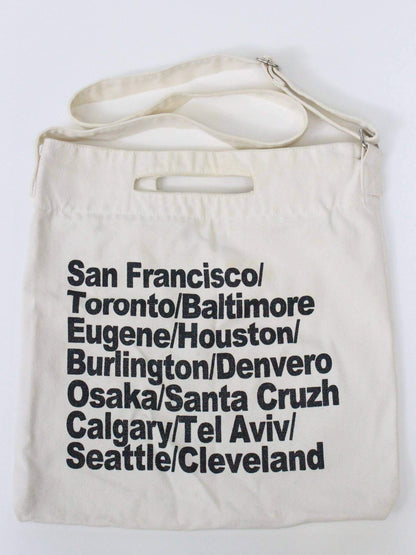 San Francisco/
Toronto/Baltimore
Eugene/Houston/
Burlington/Denvero
Osaka/Santa Cruzh
Calgary/Tel Aviv/
Seattle/Cleveland